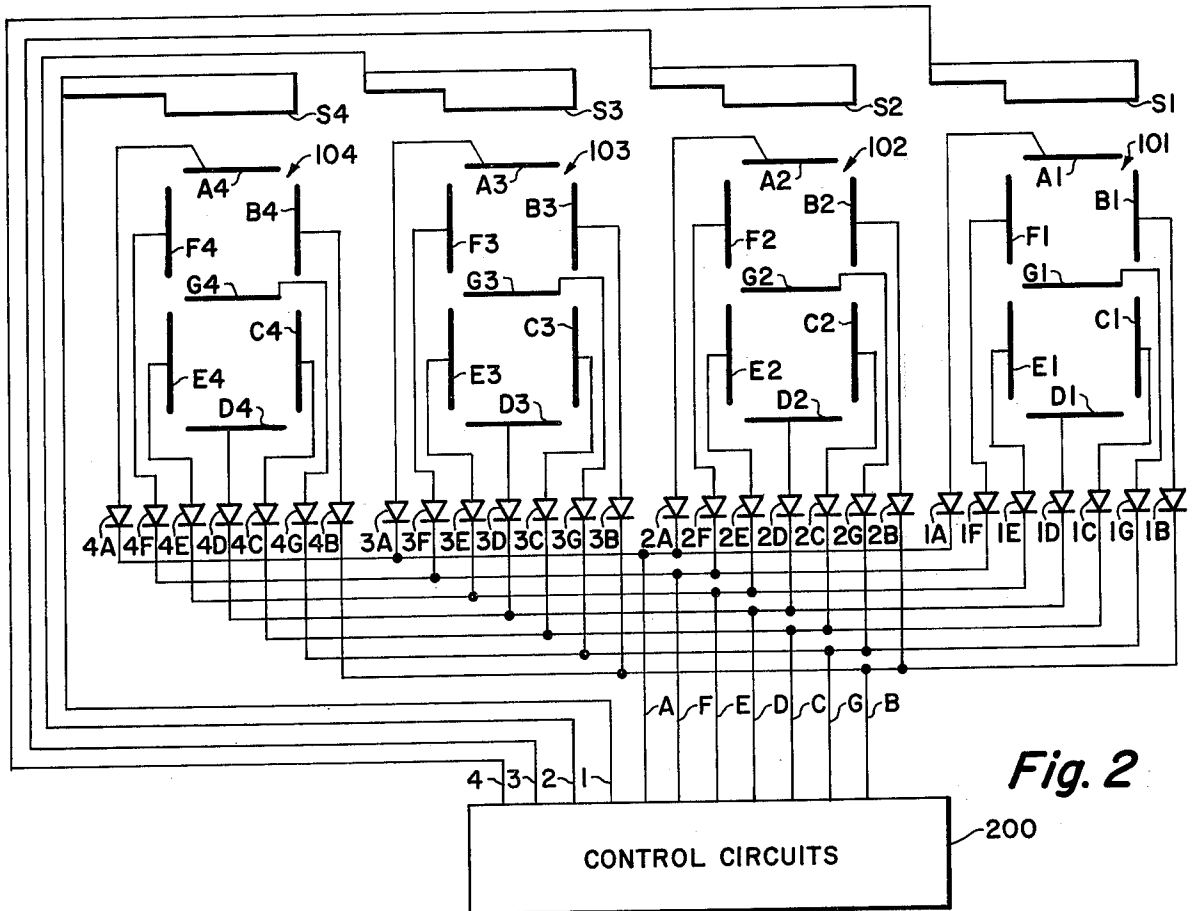 S4 S3 S2 S1
104 103 102 101
A4 A3 A2 A1
B4 B3 B2 B1
F4 F3 F2 F1
G4 G3 G2 G1
C4 C3 C2 C1
E4 E3 E2 E1
D4 D3 D2 D1
4A 4F 4E 4D 4C 4G 4B 3A 3F 3E 3D 3C 3G 3B 2A 2F 2E 2D 2C 2G 2B 1A 1F 1E 1D 1C 1G 1B
A F E D C G B
4 3 2 1
Fig. 2
200
CONTROL CIRCUITS